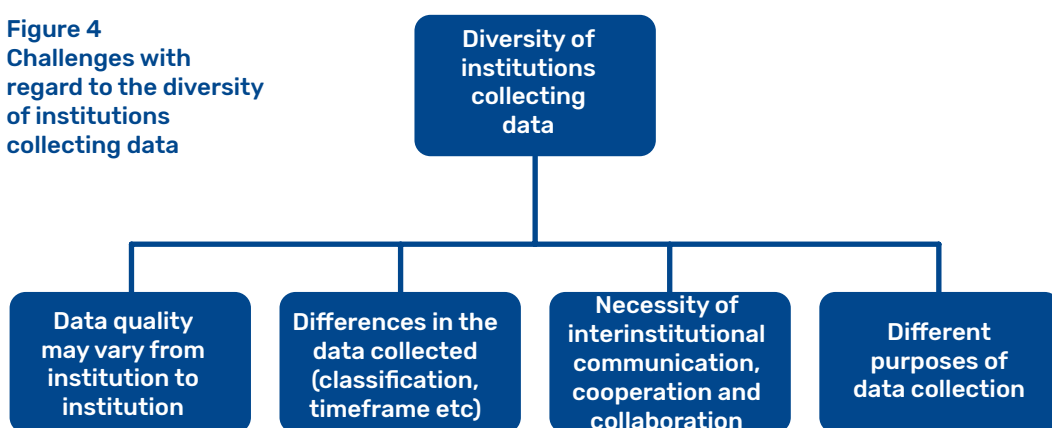 Figure 4
Challenges with
regard to the diversity
of institutions
collecting data
Diversity of
institutions
collecting
data
Data quality
may vary from
institution to
institution
Differences in the
data collected
(classification,
timeframe etc)
Necessity of
interinstitutional
communication,
cooperation and
collaboration
Different
purposes of
data collection